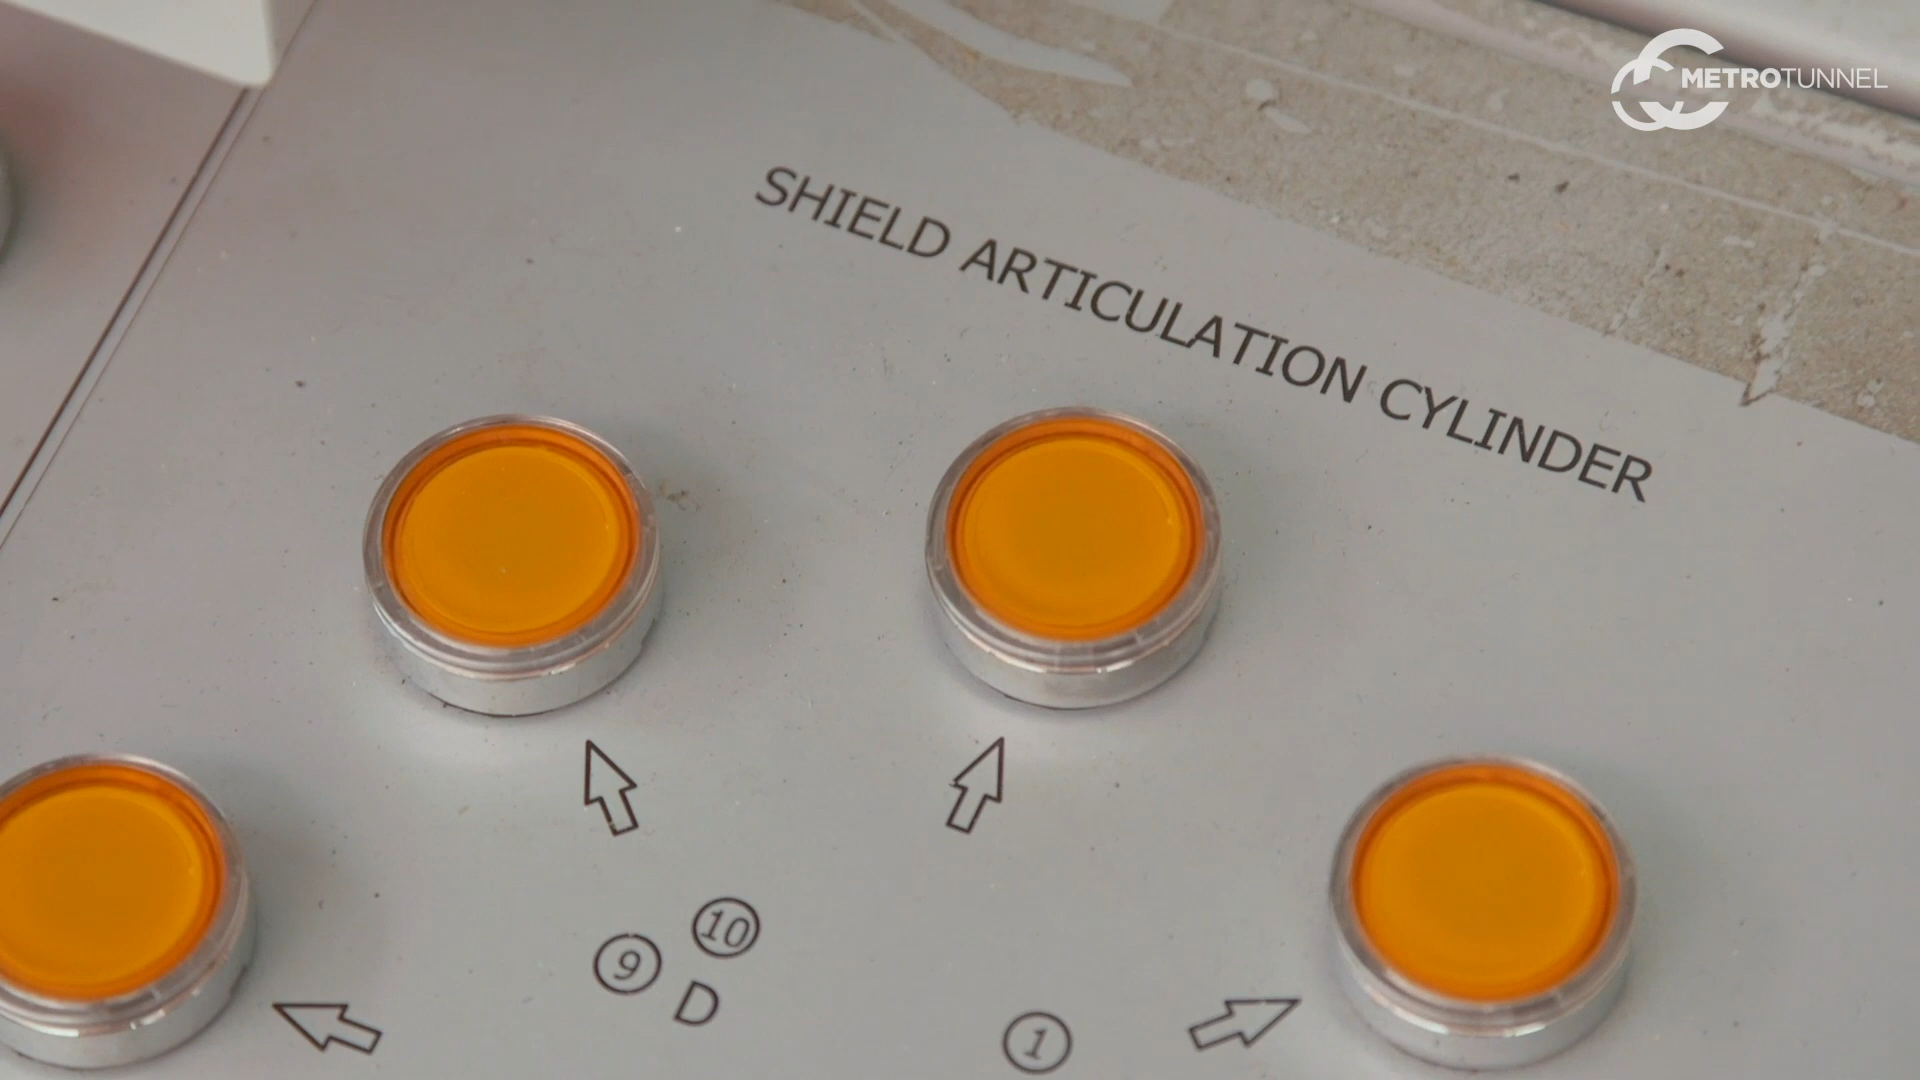 METROTUNNEL
SHIELD ARTICULATION CYLINDER
10
9
D
1